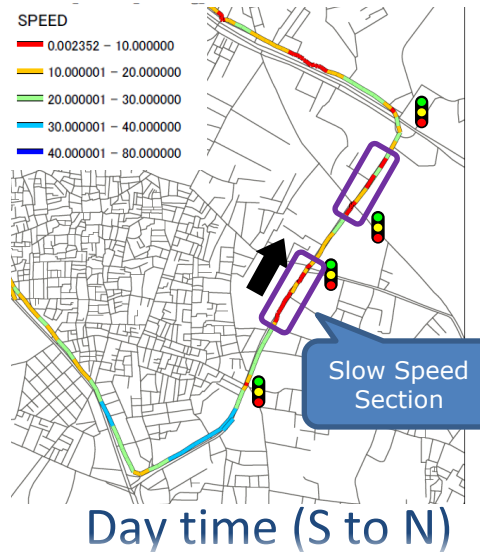 SPEED
0.002352 – 10.000000
10.000001 – 20.000000
20.000001 – 30.000000
30.000001 – 40.000000
40.000001 – 80.000000
Slow Speed
Section
Day time (S to N)